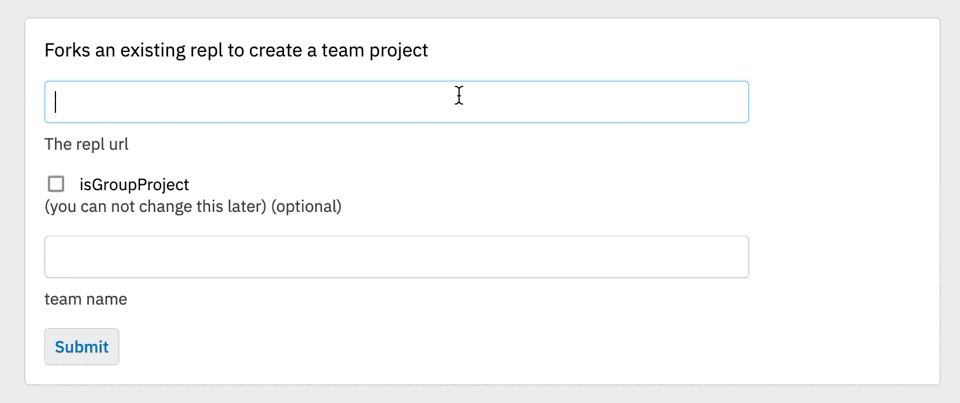 Forks an existing repl to create a team project
The repl url
isGroupProject
(you can not change this later) (optional)
team name
Submit